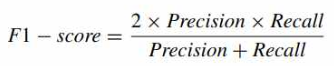 F1 − score = 2 × Precision × Recall / Precision + Recall